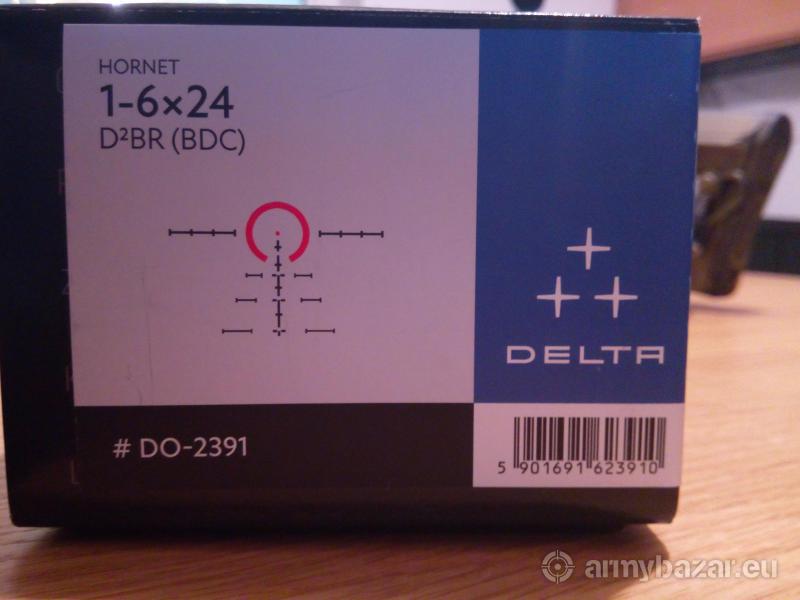 HORNET
1-6×24
D²BR (BDC)
DELTA
# DO-2391
5 901691 623910
armybazar.eu